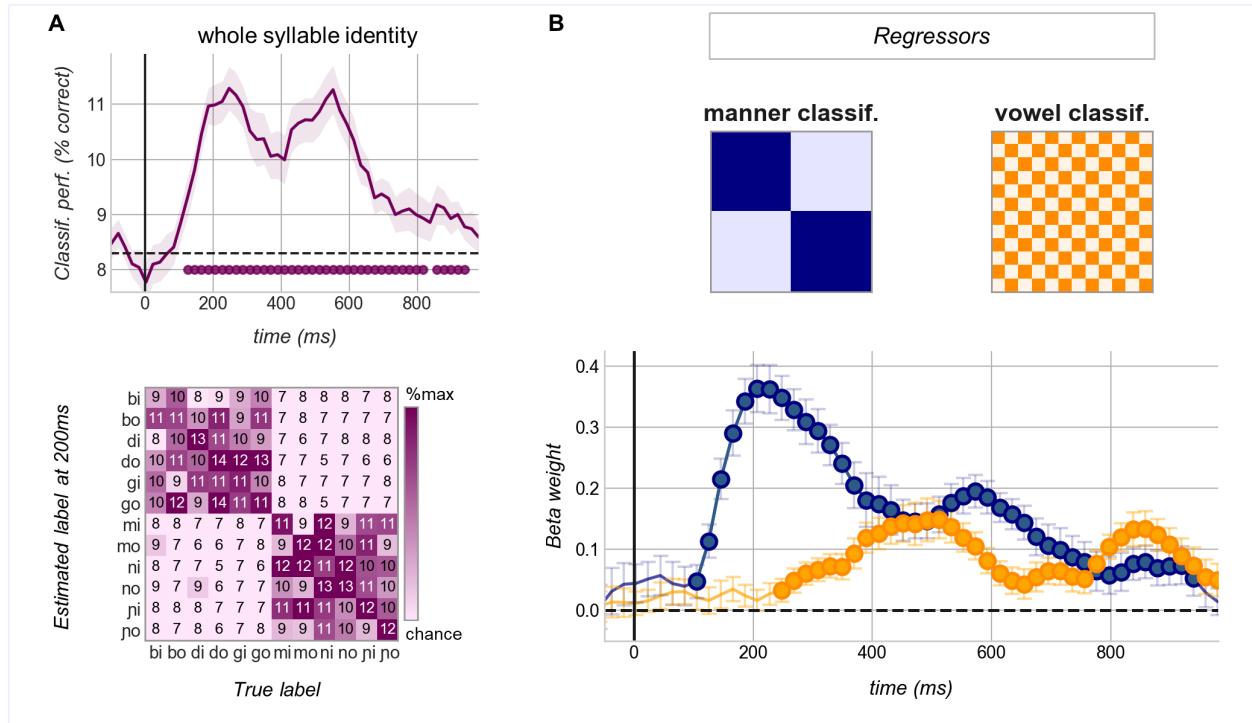 A
whole syllable identity
Classif. perf. (% correct)
11
10
9
8
0 200 400 600 800
time (ms)
Estimated label at 200ms
%max
bi 9 10 8 9 9 10 7 8 8 8 7 8
bo 11 11 10 11 9 11 7 8 7 7 7 7
di 8 10 13 11 10 9 7 6 7 8 8 8
do 10 11 10 14 12 13 7 7 5 7 6 6
gi 10 9 11 11 11 10 8 7 7 7 6 7
go 10 12 9 14 11 11 8 8 5 7 7 7
mi 8 8 7 7 8 7 11 9 12 9 11 11
mo 9 7 6 6 7 8 9 12 12 10 11 9
ni 8 7 7 5 7 6 12 12 11 12 10 10
no 9 7 9 6 7 7 10 9 13 13 11 10
ɲi 8 8 8 7 7 7 11 11 11 10 12 10
ɲo 8 7 8 6 7 8 9 9 11 10 9 12
chance
bi bo di do gi go mi mo ni no ɲi ɲo
True label
B
Regressors
manner classif.
vowel classif.
Beta weight
0.4
0.3
0.2
0.1
0.0
0 200 400 600 800
time (ms)